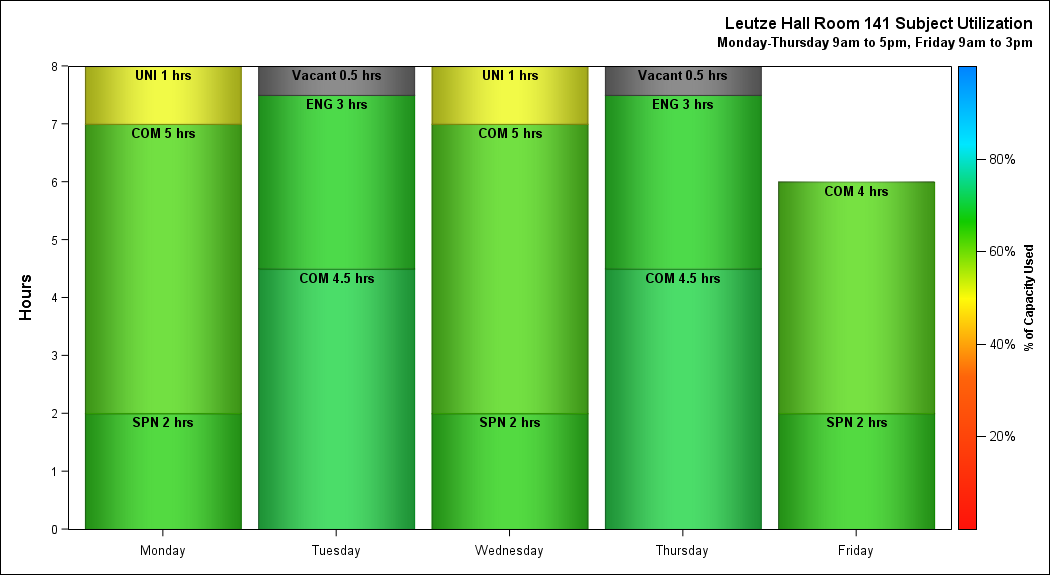 Leutze Hall Room 141 Subject Utilization
Monday-Thursday 9am to 5pm, Friday 9am to 3pm
Hours
8
7
6
5
4
3
2
1
0
UNI 1 hrs
COM 5 hrs
SPN 2 hrs
Vacant 0.5 hrs
ENG 3 hrs
COM 4.5 hrs
UNI 1 hrs
COM 5 hrs
SPN 2 hrs
Vacant 0.5 hrs
ENG 3 hrs
COM 4.5 hrs
COM 4 hrs
SPN 2 hrs
Monday
Tuesday
Wednesday
Thursday
Friday
80%
60%
40%
20%
% of Capacity Used